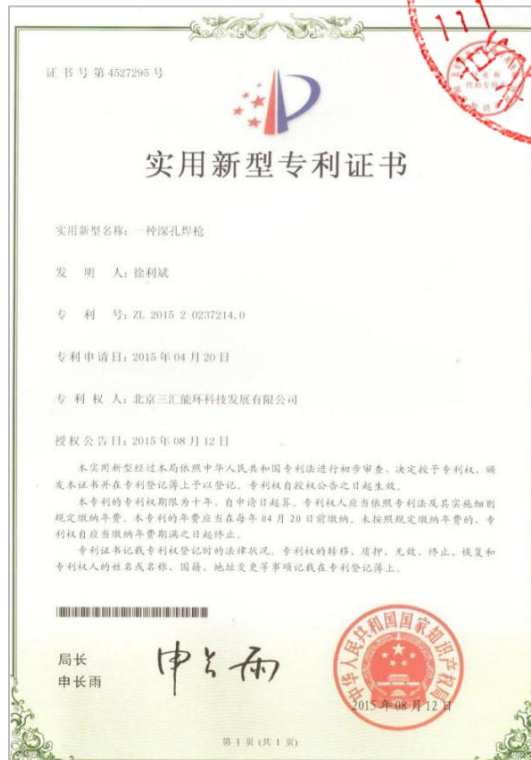 证书号第4527295号
实用新型专利证书
实用新型名称：一种深孔焊枪
发 明 人：徐利斌
专 利 号：ZL 2015 2 0237214.0
专利申请日：2015年04月20日
专 利 权 人：北京三汇能环科技发展有限公司
授权公告日：2015年08月12日
本实用新型经过本局依照中华人民共和国专利法进行初步审查，决定授予专利权，颁
发本证书并在专利登记簿上予以登记。专利权自授权公告之日起生效。
本专利的专利权期限为十年，自申请日起算。专利权人应当依照专利法及其实施细则
规定缴纳年费。本专利的年费应当在每年04月20日前缴纳。未按照规定缴纳年费的，专
利权自应当缴纳年费期满之日起终止。
专利证书记载专利权登记时的法律状况。专利权的转移、质押、无效、终止、恢复和
专利权人的姓名或名称、国籍、地址变更等事项记载在专利登记簿上。
局长
申长雨
申长雨
中华人民共和国国家知识产权局
2015年08月12日
第 1 页 (共 1 页)